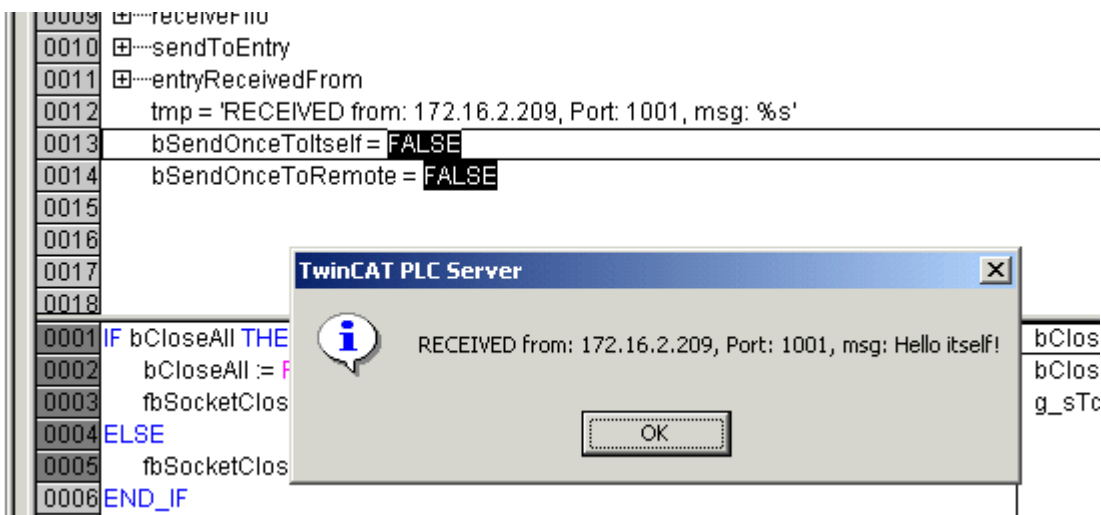 0009 receiveFifo
0010 sendToEntry
0011 entryReceivedFrom
0012 tmp = 'RECEIVED from: 172.16.2.209, Port: 1001, msg: %s'
0013 bSendOnceToItself = FALSE
0014 bSendOnceToRemote = FALSE
0015
0016
0017
0018
TwinCAT PLC Server
RECEIVED from: 172.16.2.209, Port: 1001, msg: Hello itself!
OK
0001 IF bCloseAll THE
0002 bCloseAll := F
0003 fbSocketClos
0004 ELSE
0005 fbSocketClos
0006 END_IF
bClos
bClos
g_sTc